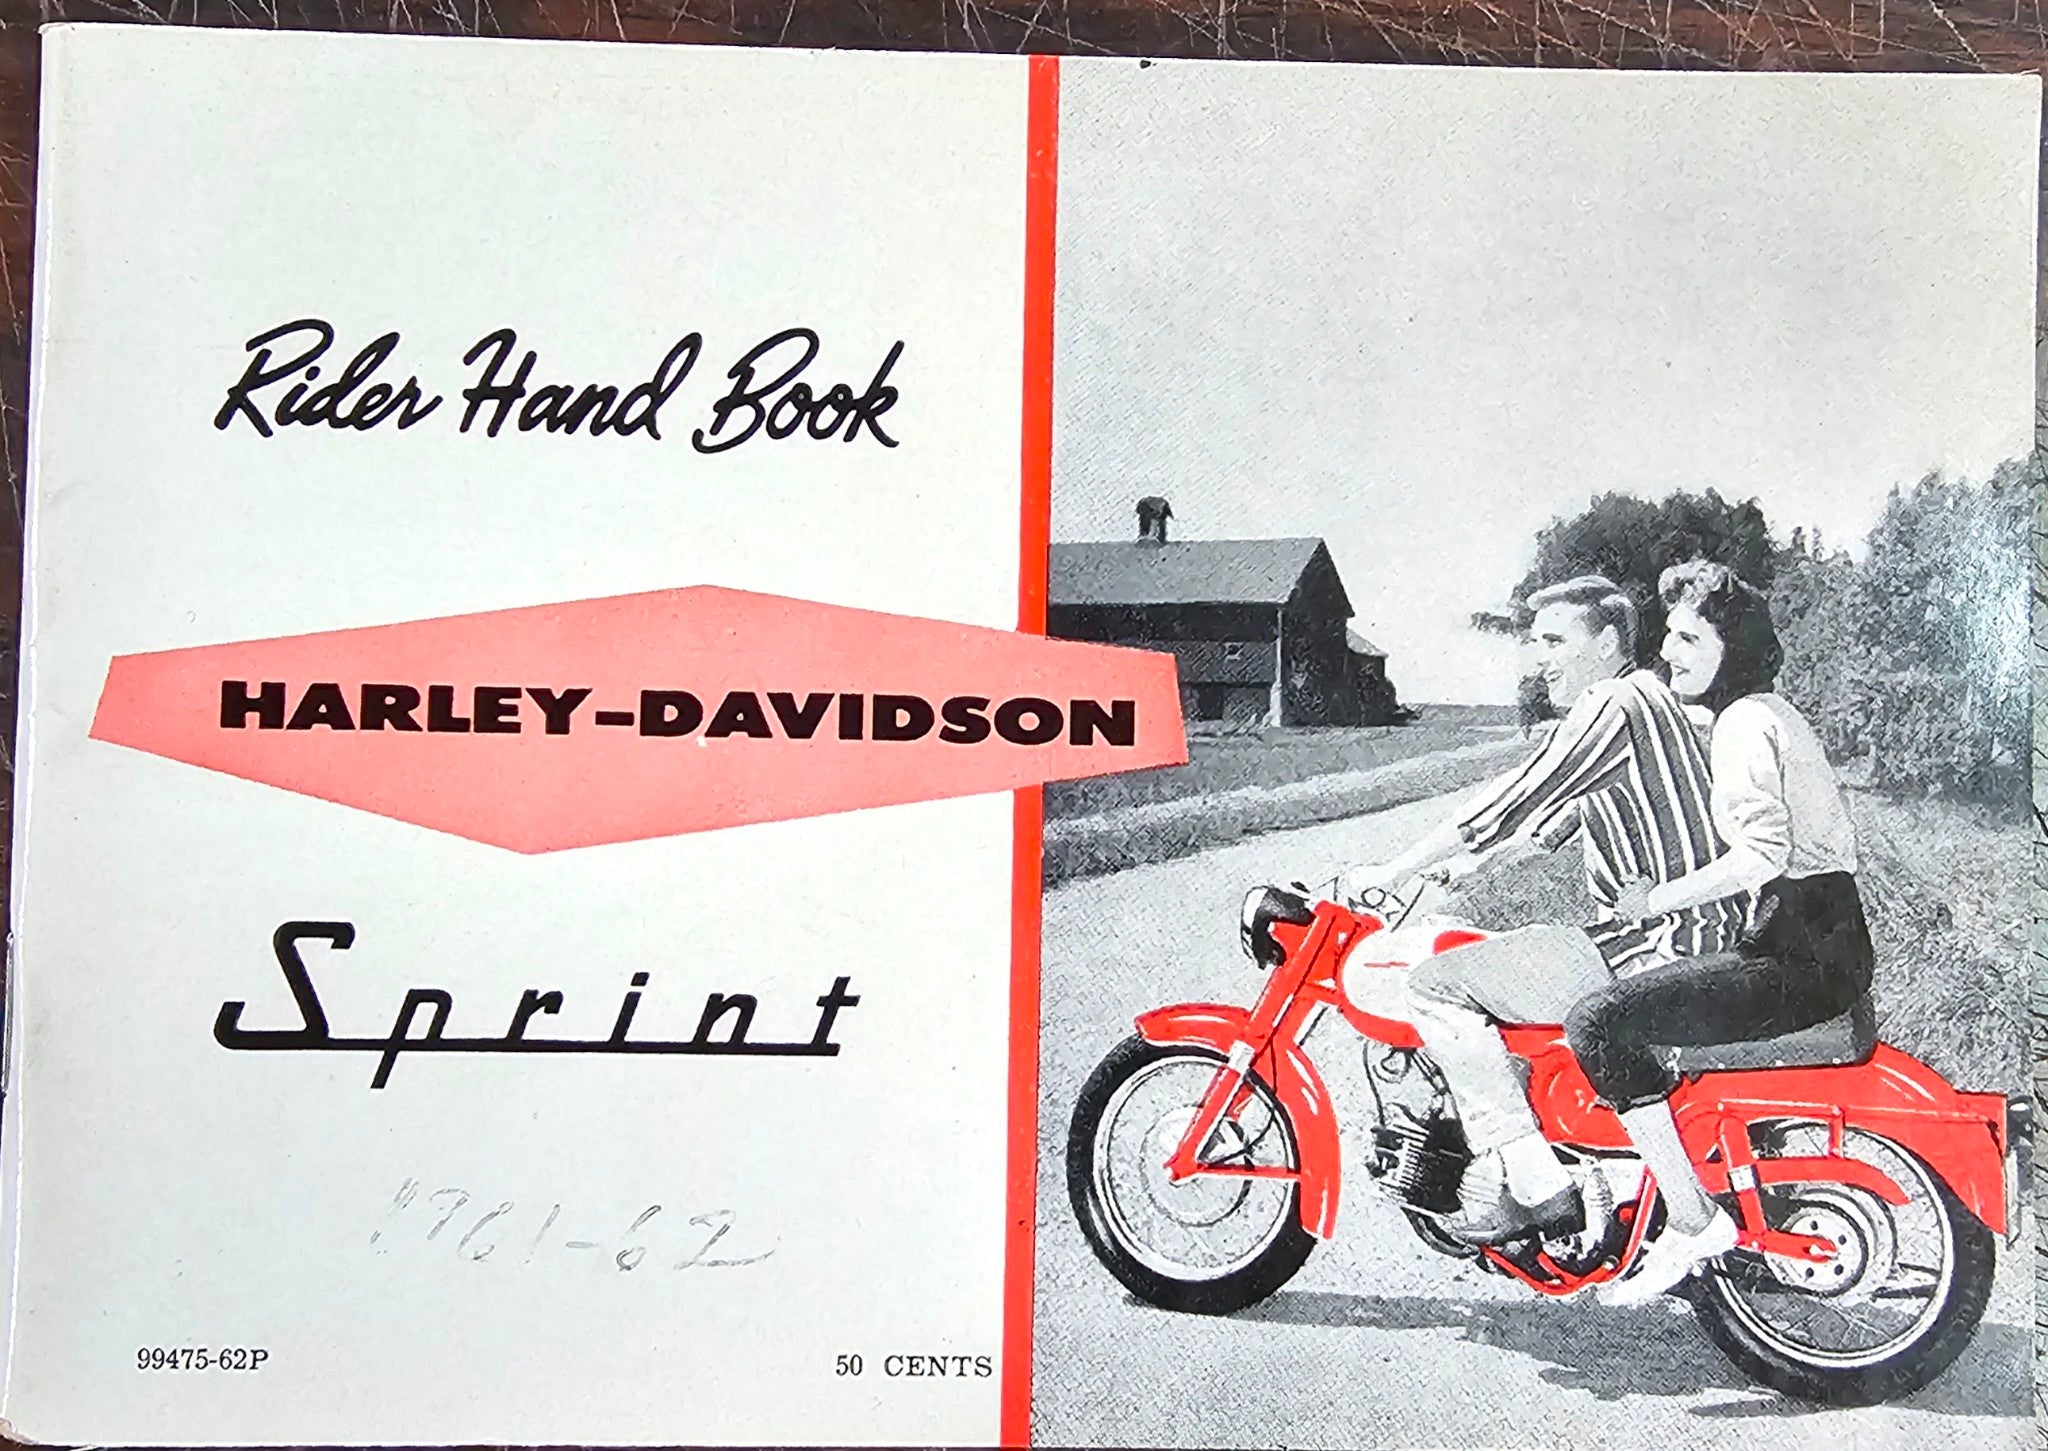 Rider Hand Book
HARLEY-DAVIDSON
Sprint
1961-62
99475-62P
50 CENTS